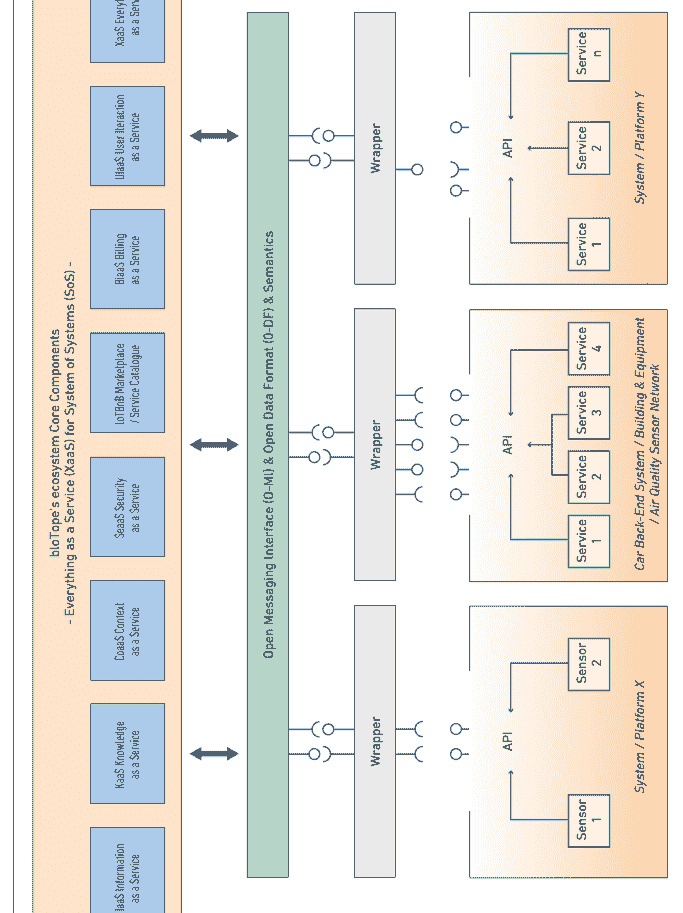 bIoTope's ecosystem Core Components
- Everything as a Service (XaaS) for System of Systems (SoS) -
IaaS Information
as a Service
KaaS Knowledge
as a Service
CoaaS Context
as a Service
SeaaS Security
as a Service
IoTBnB Marketplace
/ Service Catalogue
BiaaS Billing
as a Service
UIaaS User Iteraction
as a Service
XaaS
as a Service
Open Messaging Interface (O-MI) & Open Data Format (O-DF) & Semantics
Wrapper
Wrapper
Wrapper
API
Sensor
1
Sensor
2
System / Platform X
API
Service
1
Service
2
Service
3
Service
4
Car Back-End System / Building & Equipment
/ Air Quality Sensor Network
API
Service
1
Service
2
Service
n
System / Platform Y